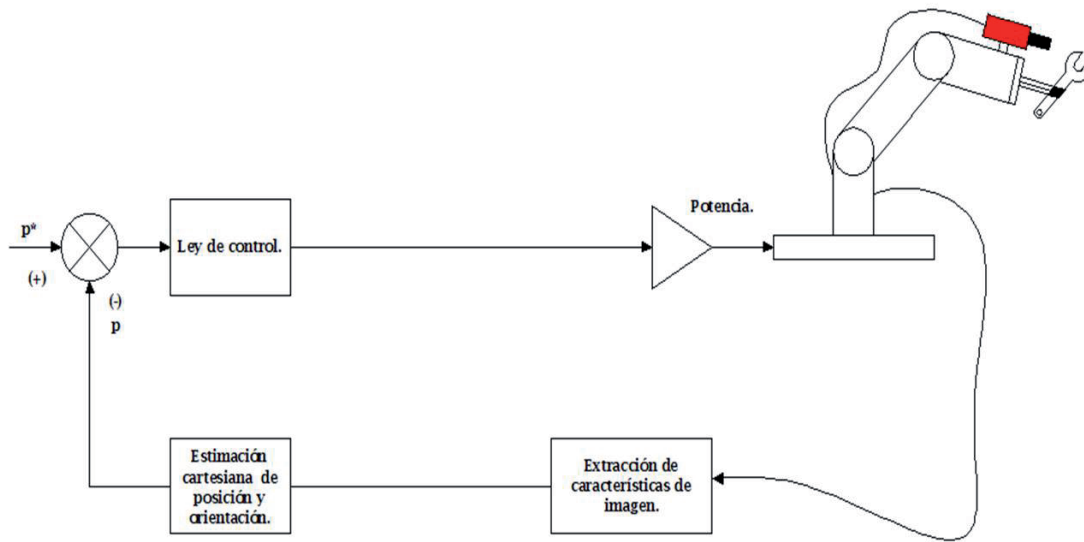 Potencia.
p*
(+)
Ley de control.
(-)
p
Estimación
cartesiana de
posición y
orientación.
Extracción de
características de
imagen.